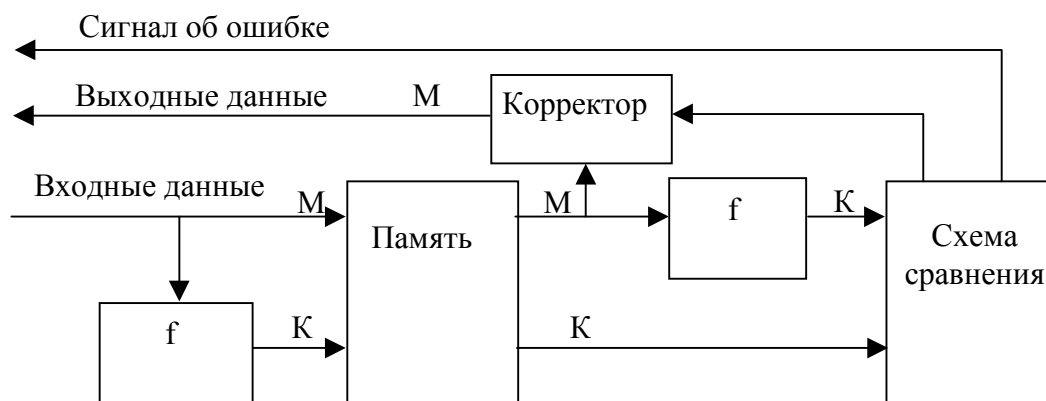 Сигнал об ошибке
Выходные данные М
Корректор
Входные данные
М
Память
М
f
К
Схема
сравнения
f
К
К